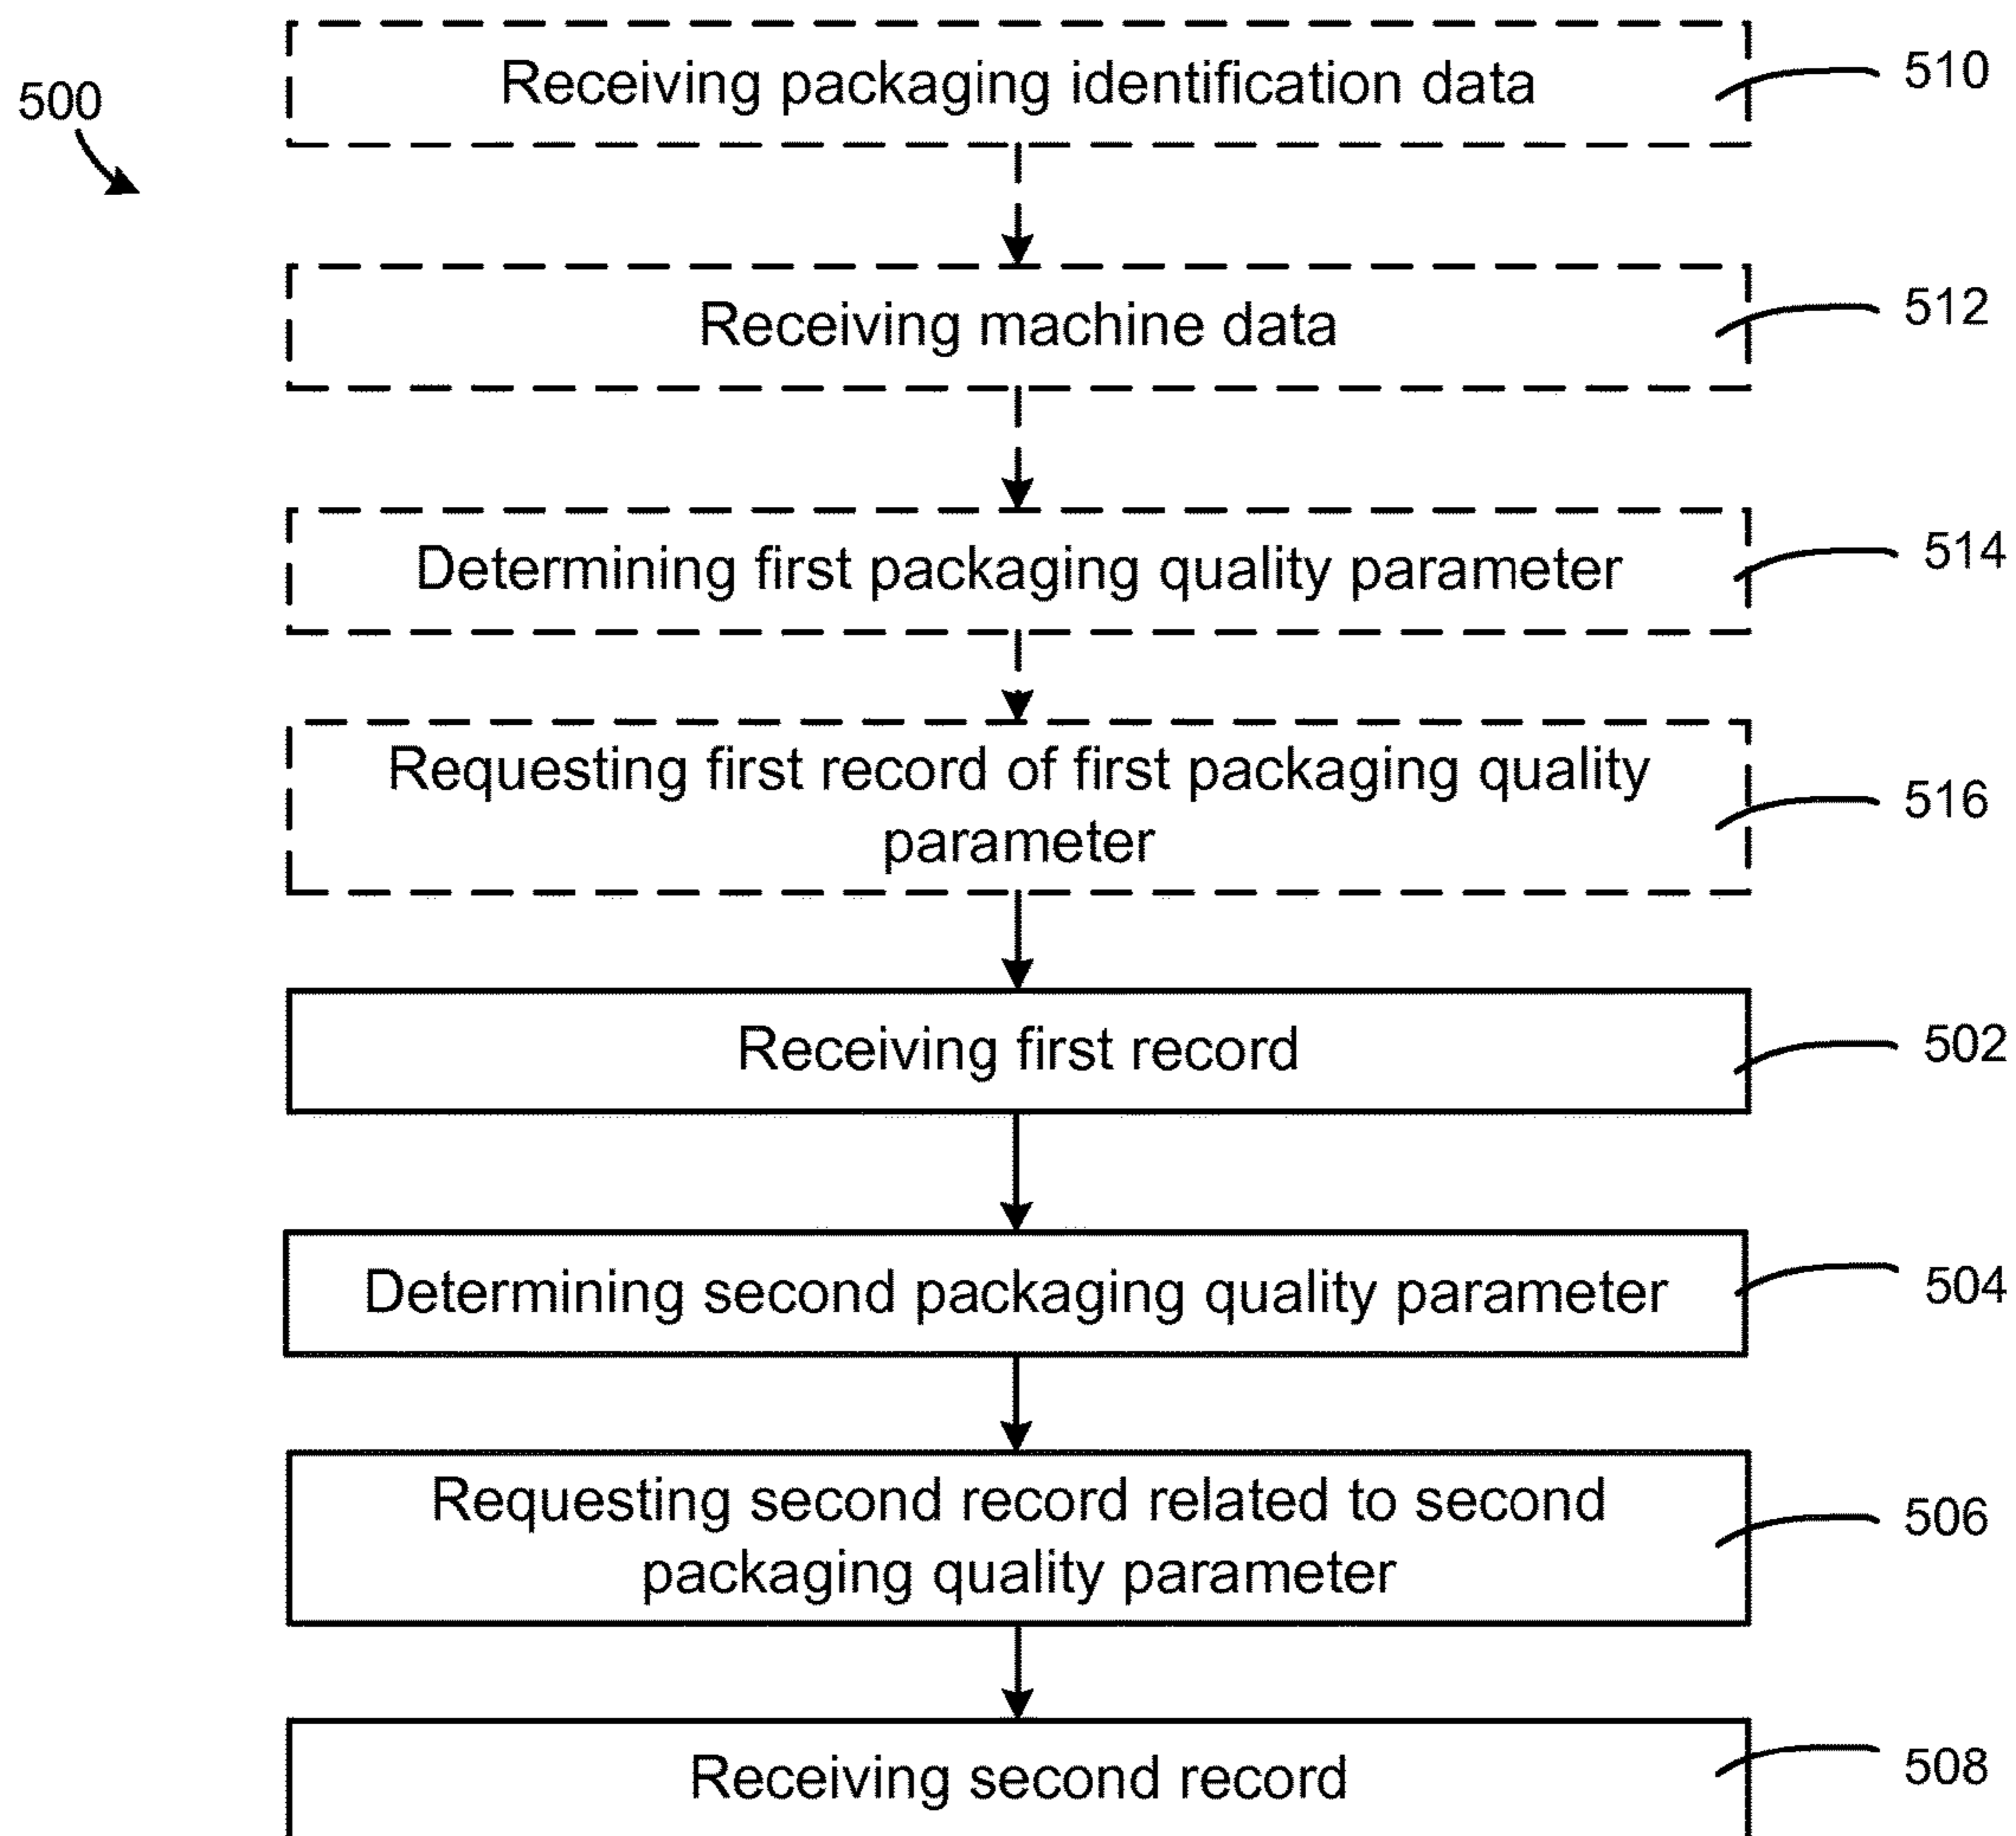 500
Receiving packaging identification data
510
Receiving machine data
512
Determining first packaging quality parameter
514
Requesting first record of first packaging quality
parameter
516
Receiving first record
502
Determining second packaging quality parameter
504
Requesting second record related to second
packaging quality parameter
506
Receiving second record
508